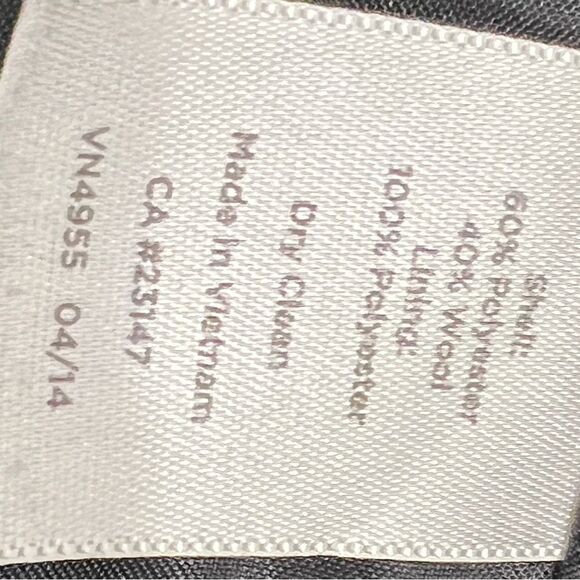 Shell:
60% Polyester
40% Wool
Lining:
100% Polyester
Dry Clean
Made In Vietnam
CA #23147
VN4955 04/14